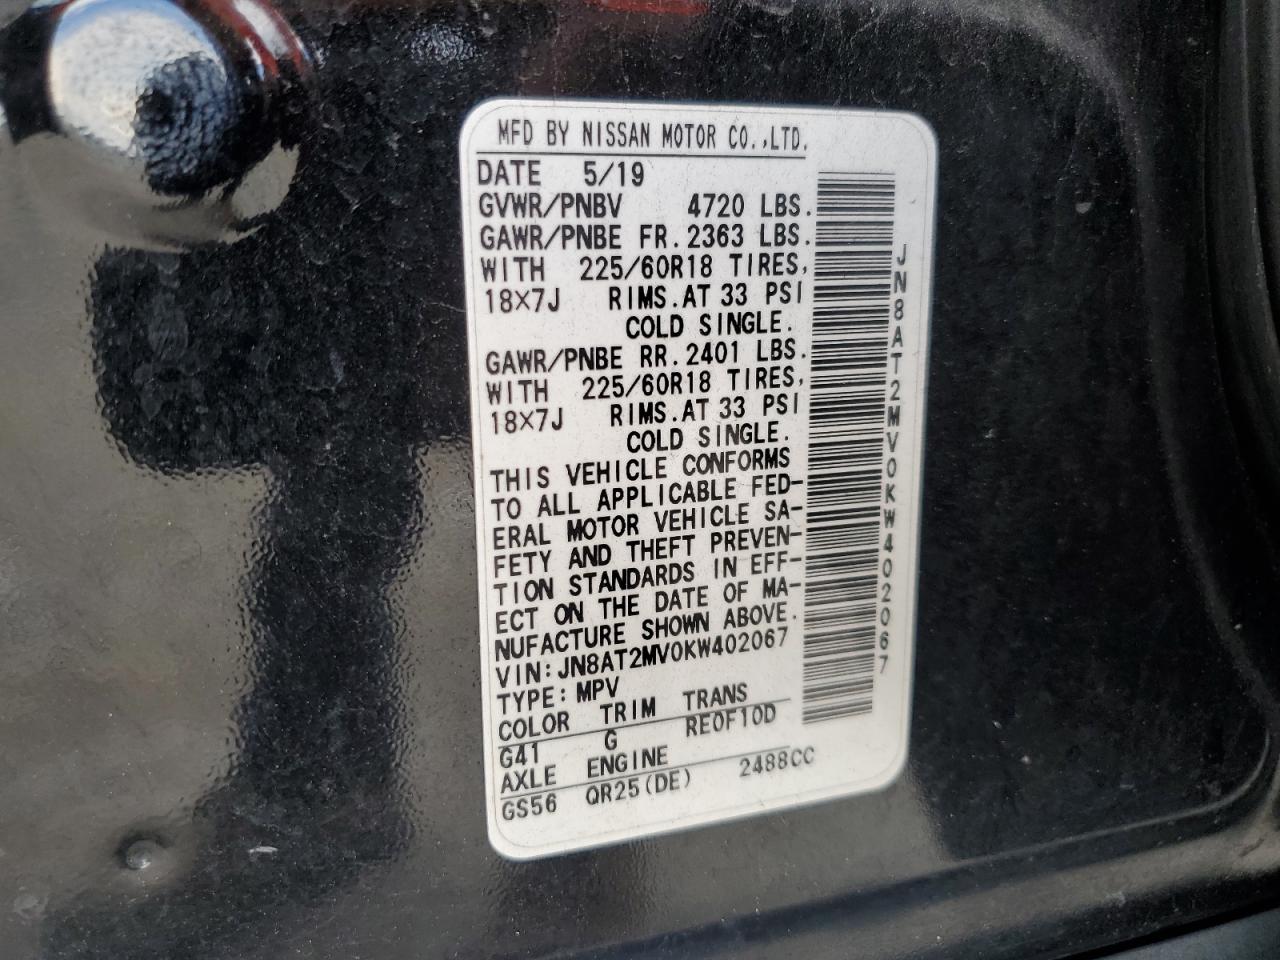 MFD BY NISSAN MOTOR CO.,LTD.
DATE 5/19
GVWR/PNBV 4720 LBS.
GAWR/PNBE FR. 2363 LBS.
WITH 225/60R18 TIRES,
18×7J RIMS.AT 33 PSI
COLD SINGLE.
GAWR/PNBE RR. 2401 LBS.
WITH 225/60R18 TIRES,
18×7J RIMS.AT 33 PSI
COLD SINGLE.
THIS VEHICLE CONFORMS
TO ALL APPLICABLE FED-
ERAL MOTOR VEHICLE SA-
FETY AND THEFT PREVEN-
TION STANDARDS IN EFF-
ECT ON THE DATE OF MA-
NUFACTURE SHOWN ABOVE.
VIN:JN8AT2MV0KW402067
TYPE:MPV
COLOR TRIM TRANS
G41 G RE0F10D
AXLE ENGINE
GS56 QR25(DE) 2488CC
JN8AT2MV0KW402067